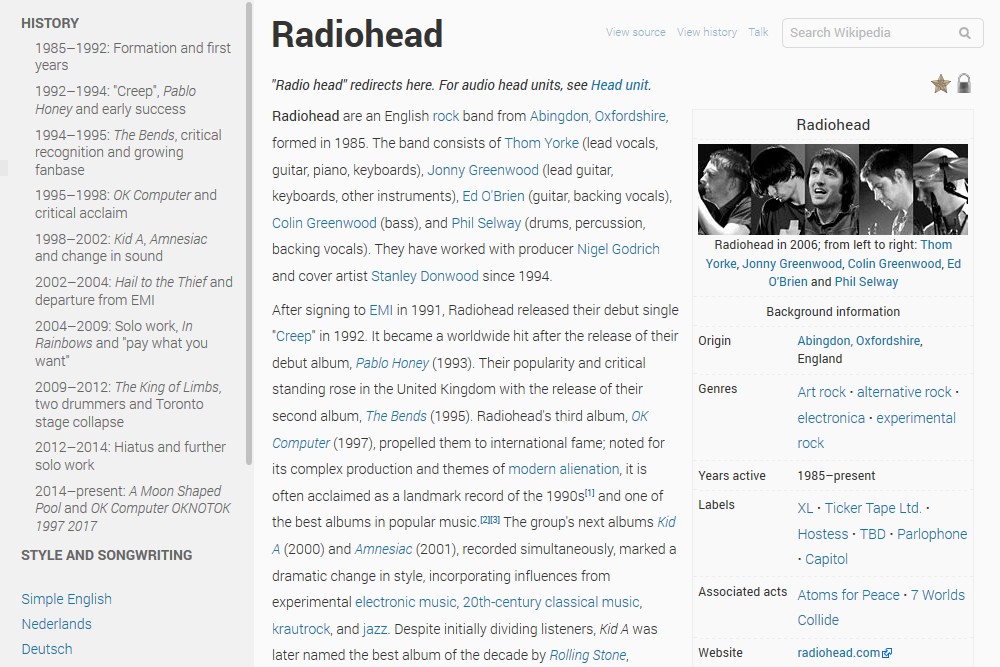 HISTORY
1985–1992: Formation and first
years
1992–1994: "Creep", Pablo
Honey and early success
1994–1995: The Bends, critical
recognition and growing
fanbase
1995–1998: OK Computer and
critical acclaim
1998–2002: Kid A, Amnesiac
and change in sound
2002–2004: Hail to the Thief and
departure from EMI
2004–2009: Solo work, In
Rainbows and "pay what you
want"
2009–2012: The King of Limbs,
two drummers and Toronto
stage collapse
2012–2014: Hiatus and further
solo work
2014–present: A Moon Shaped
Pool and OK Computer OKNOTOK
1997 2017
STYLE AND SONGWRITING
Simple English
Nederlands
Deutsch
Radiohead
View source View history Talk
Search Wikipedia
"Radio head" redirects here. For audio head units, see Head unit.
Radiohead are an English rock band from Abingdon, Oxfordshire,
formed in 1985. The band consists of Thom Yorke (lead vocals,
guitar, piano, keyboards), Jonny Greenwood (lead guitar,
keyboards, other instruments), Ed O'Brien (guitar, backing vocals),
Colin Greenwood (bass), and Phil Selway (drums, percussion,
backing vocals). They have worked with producer Nigel Godrich
and cover artist Stanley Donwood since 1994.
After signing to EMI in 1991, Radiohead released their debut single
"Creep" in 1992. It became a worldwide hit after the release of their
debut album, Pablo Honey (1993). Their popularity and critical
standing rose in the United Kingdom with the release of their
second album, The Bends (1995). Radiohead's third album, OK
Computer (1997), propelled them to international fame; noted for
its complex production and themes of modern alienation, it is
often acclaimed as a landmark record of the 1990s[1] and one of
the best albums in popular music.[2][3] The group's next albums Kid
A (2000) and Amnesiac (2001), recorded simultaneously, marked a
dramatic change in style, incorporating influences from
experimental electronic music, 20th-century classical music,
krautrock, and jazz. Despite initially dividing listeners, Kid A was
later named the best album of the decade by Rolling Stone,
Radiohead
Radiohead in 2006; from left to right: Thom
Yorke, Jonny Greenwood, Colin Greenwood, Ed
O'Brien and Phil Selway
Background information
Origin Abingdon, Oxfordshire,
England
Genres Art rock · alternative rock ·
electronica · experimental
rock
Years active 1985–present
Labels XL · Ticker Tape Ltd. ·
Hostess · TBD · Parlophone
· Capitol
Associated acts Atoms for Peace · 7 Worlds
Collide
Website radiohead.com